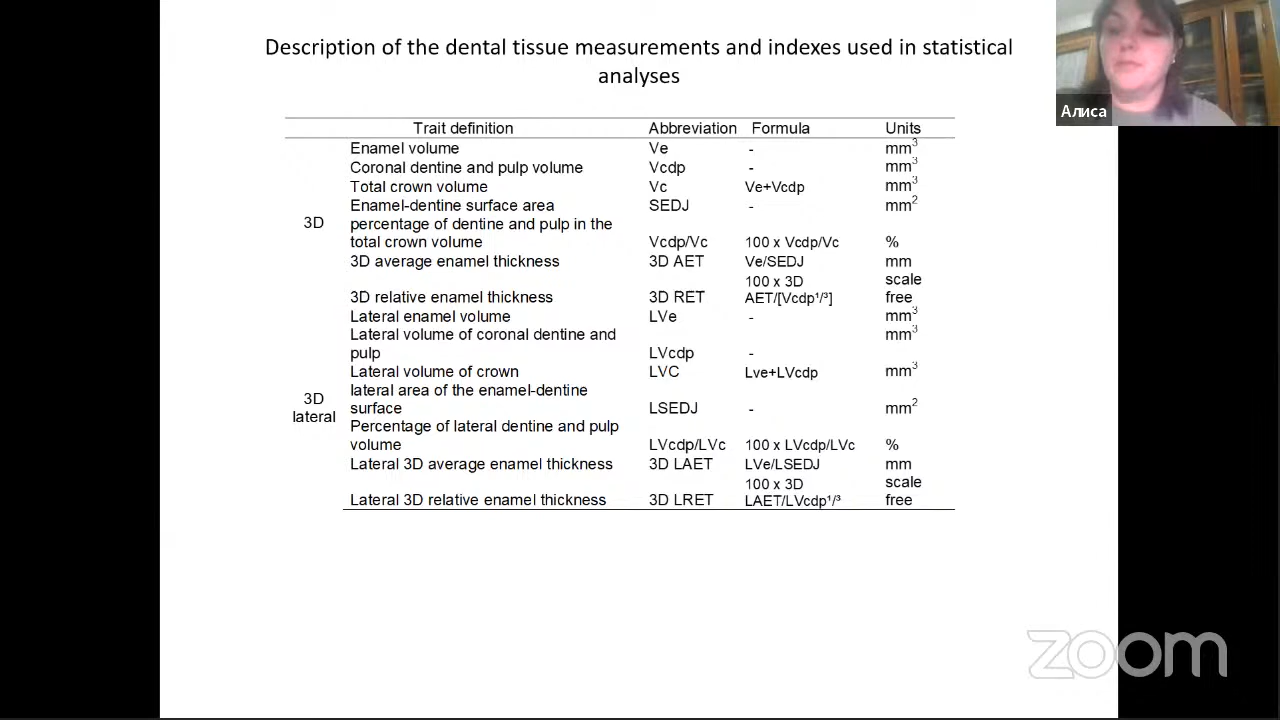 Description of the dental tissue measurements and indexes used in statistical
analyses
Алиса
Trait definition Abbreviation Formula Units
Enamel volume Ve - mm³
Coronal dentine and pulp volume Vcdp - mm³
Total crown volume Vc Ve+Vcdp mm³
Enamel-dentine surface area SEDJ - mm²
3D
percentage of dentine and pulp in the
total crown volume Vcdp/Vc 100 x Vcdp/Vc %
3D average enamel thickness 3D AET Ve/SEDJ mm
100 x 3D scale
3D relative enamel thickness 3D RET AET/[Vcdp¹/³] free
Lateral enamel volume LVe - mm³
Lateral volume of coronal dentine and mm³
pulp LVcdp -
Lateral volume of crown LVC Lve+LVcdp mm³
lateral area of the enamel-dentine
3D
lateral
surface LSEDJ - mm²
Percentage of lateral dentine and pulp
volume LVcdp/LVc 100 x LVcdp/LVc %
Lateral 3D average enamel thickness 3D LAET LVe/LSEDJ mm
100 x 3D scale
Lateral 3D relative enamel thickness 3D LRET LAET/LVcdp¹/³ free
zoom